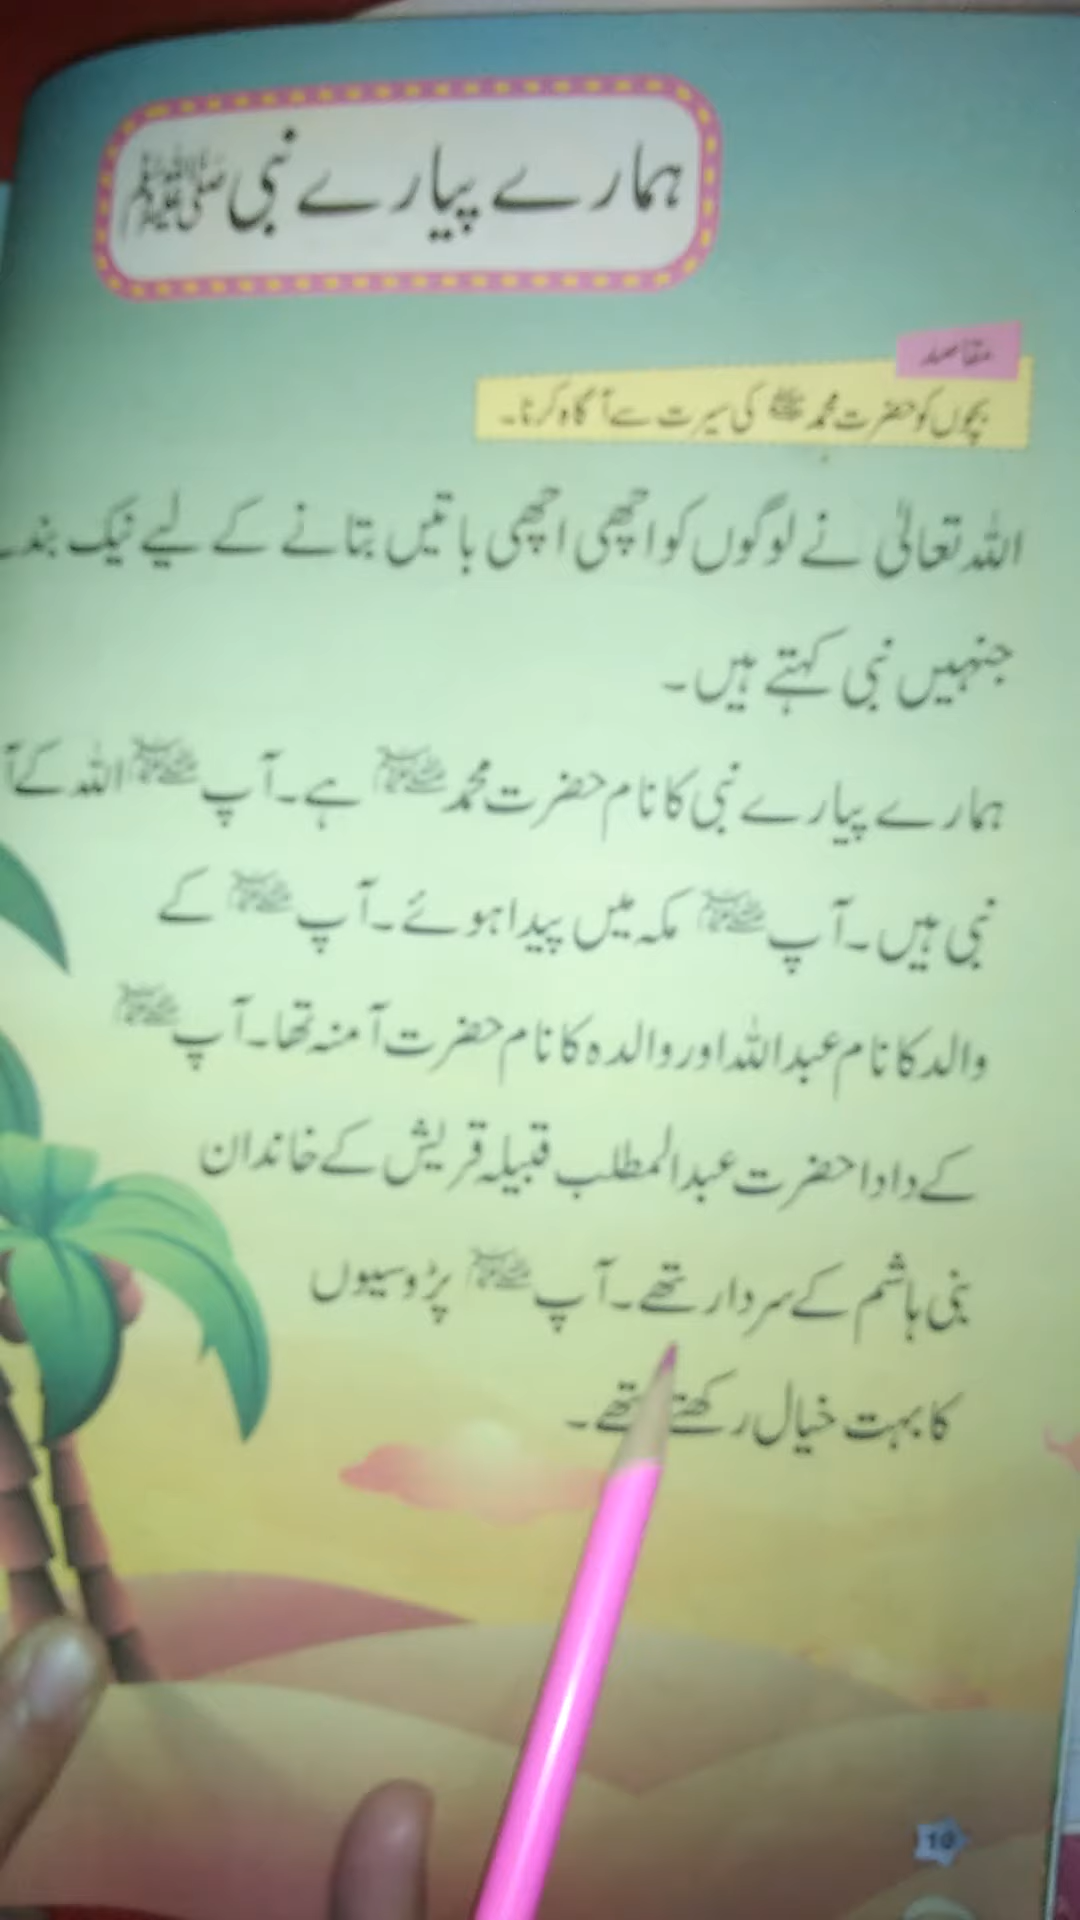 ہمارے پیارے نبی صلی اللہ علیہ وسلم
مقاصد
بچوں کو حضرت محمد ﷺ کی سیرت سے آگاہ کرنا۔
اللہ تعالیٰ نے لوگوں کو اچھی اچھی باتیں بتانے کے لیے نیک
جنہیں نبی کہتے ہیں۔
ہمارے پیارے نبی کا نام حضرت محمد ﷺ ہے۔ آپ ﷺ اللہ کے
نبی ہیں۔ آپ ﷺ مکہ میں پیدا ہوئے۔ آپ ﷺ کے
والد کا نام عبداللہ اور والدہ کا نام حضرت آمنہ تھا۔ آپ ﷺ
کے دادا حضرت عبدالمطلب قبیلہ قریش کے خاندان
بنی ہاشم کے سردار تھے۔ آپ ﷺ پڑوسیوں
کا بہت خیال رکھتے تھے۔
10